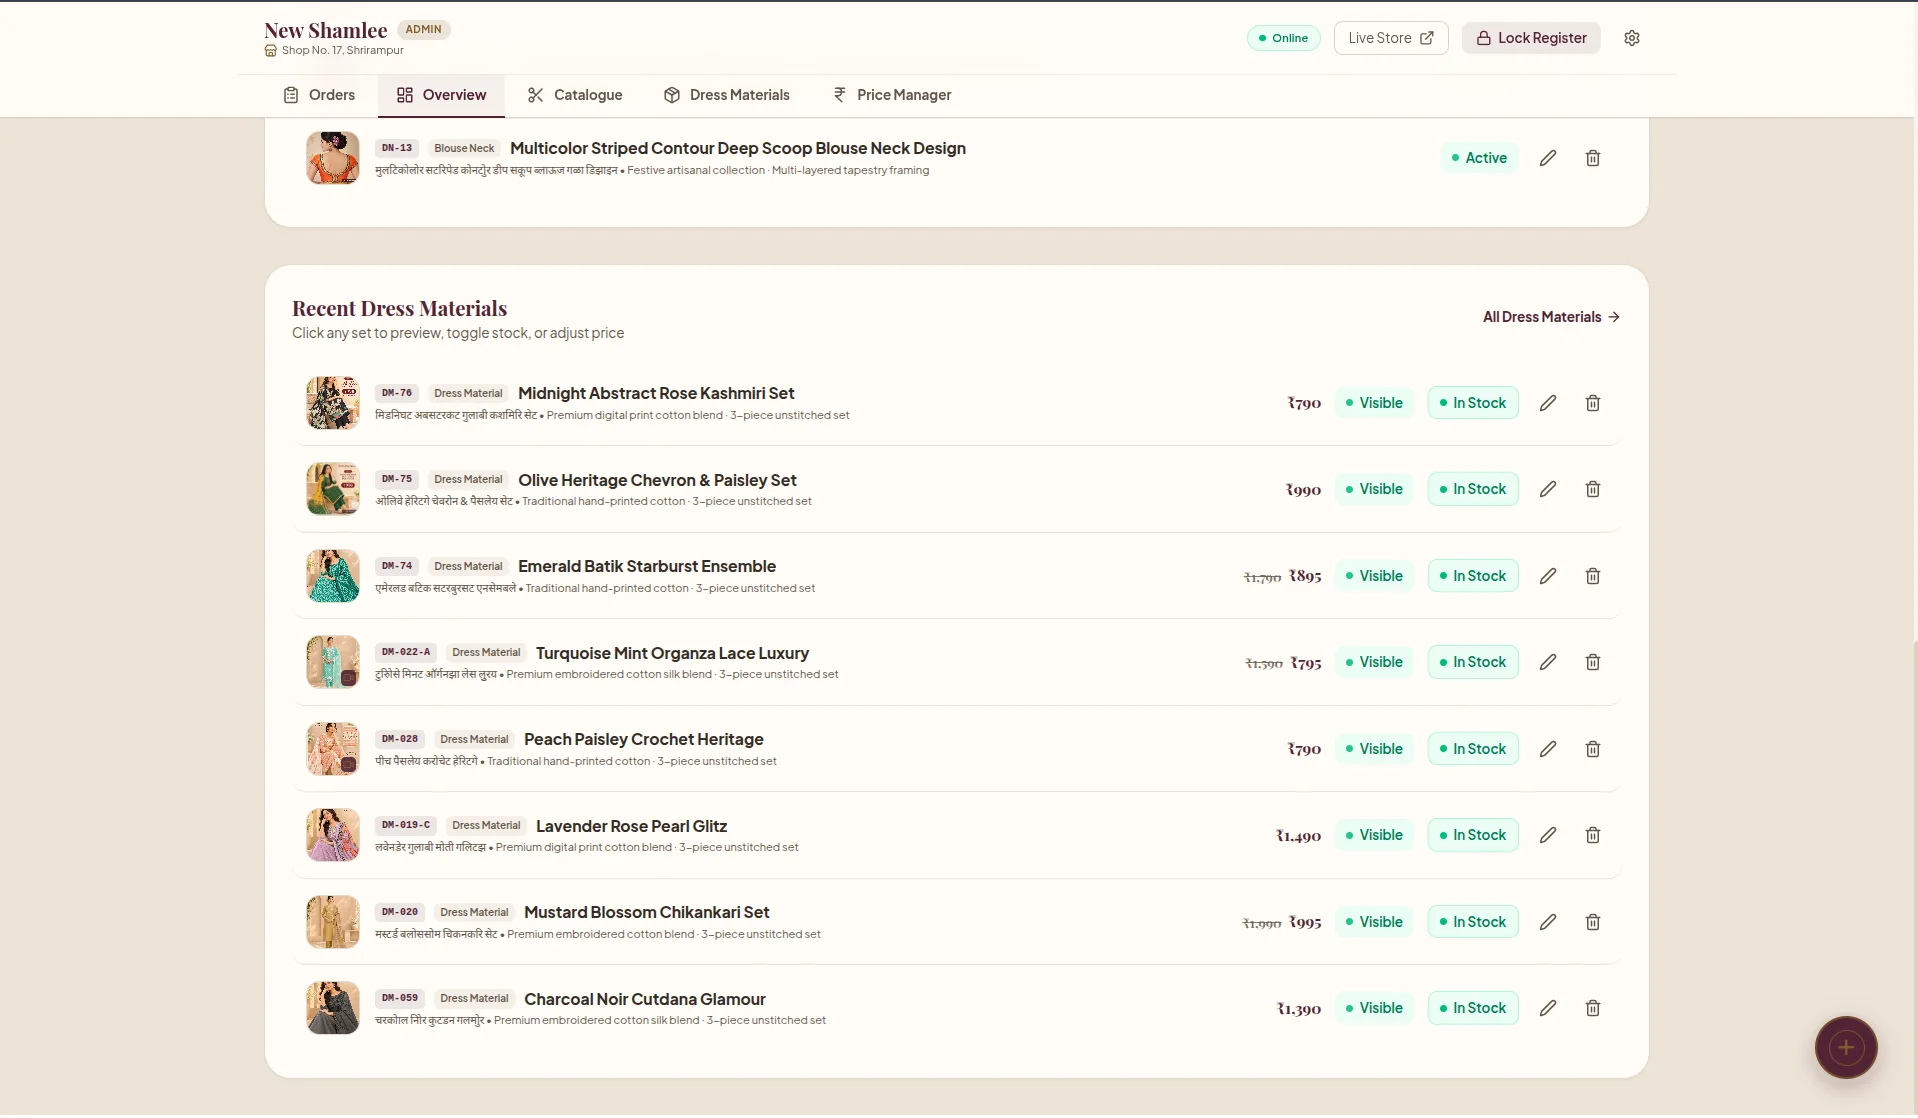 New Shamlee ADMIN
Shop No. 17, Shrirampur
Online
Live Store
Lock Register
Orders
Overview
Catalogue
Dress Materials
Price Manager
DN-13 Blouse Neck Multicolor Striped Contour Deep Scoop Blouse Neck Design
मुलटिकोलोर सटरिपेड कोनटोुर डीप सकूप ब्लाऊज गळा डिझाइन • Festive artisanal collection · Multi-layered tapestry framing
Active
Recent Dress Materials
Click any set to preview, toggle stock, or adjust price
All Dress Materials →
DM-76 Dress Material Midnight Abstract Rose Kashmiri Set
मिडनिघट अबसटरकट गुलाबी कशमिरि सेट • Premium digital print cotton blend · 3-piece unstitched set
₹790 Visible In Stock
DM-75 Dress Material Olive Heritage Chevron & Paisley Set
ओलिवे हेरिटगे चेवरोन & पैसलेय सेट • Traditional hand-printed cotton · 3-piece unstitched set
₹990 Visible In Stock
DM-74 Dress Material Emerald Batik Starburst Ensemble
एमेरलड बटिक सटरबुरसट एनसेमबले • Traditional hand-printed cotton · 3-piece unstitched set
₹1,790 ₹895 Visible In Stock
DM-022-A Dress Material Turquoise Mint Organza Lace Luxury
मिनट ऑर्गनझा लेस • Premium embroidered cotton silk blend · 3-piece unstitched set
₹1,590 ₹795 Visible In Stock
DM-028 Dress Material Peach Paisley Crochet Heritage
पीच पैसलेय करोचेट हेरिटगे • Traditional hand-printed cotton · 3-piece unstitched set
₹790 Visible In Stock
DM-019-C Dress Material Lavender Rose Pearl Glitz
लवेनडेर गुलाबी मोती गलिटझ • Premium digital print cotton blend · 3-piece unstitched set
₹1,490 Visible In Stock
DM-020 Dress Material Mustard Blossom Chikankari Set
मस्टर्ड बलोससोम चिकनकरि सेट • Premium embroidered cotton blend · 3-piece unstitched set
₹1,990 ₹995 Visible In Stock
DM-059 Dress Material Charcoal Noir Cutdana Glamour
चरकोाल नोिर कुटडन गलमोुर • Premium embroidered cotton silk blend · 3-piece unstitched set
₹1,390 Visible In Stock